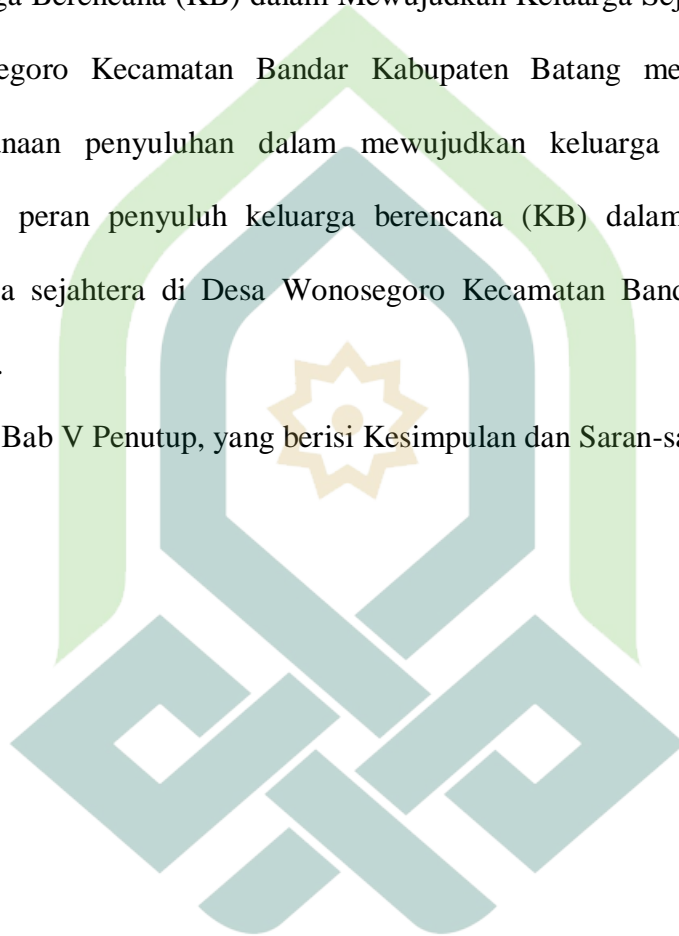 ga Berencana (KB) dalam Mewujudkan Keluarga Sej
egoro Kecamatan Bandar Kabupaten Batang me
naan penyuluhan dalam mewujudkan keluarga
peran penyuluh keluarga berencana (KB) dalam
a sejahtera di Desa Wonosegoro Kecamatan Band
.
Bab V Penutup, yang berisi Kesimpulan dan Saran-sa